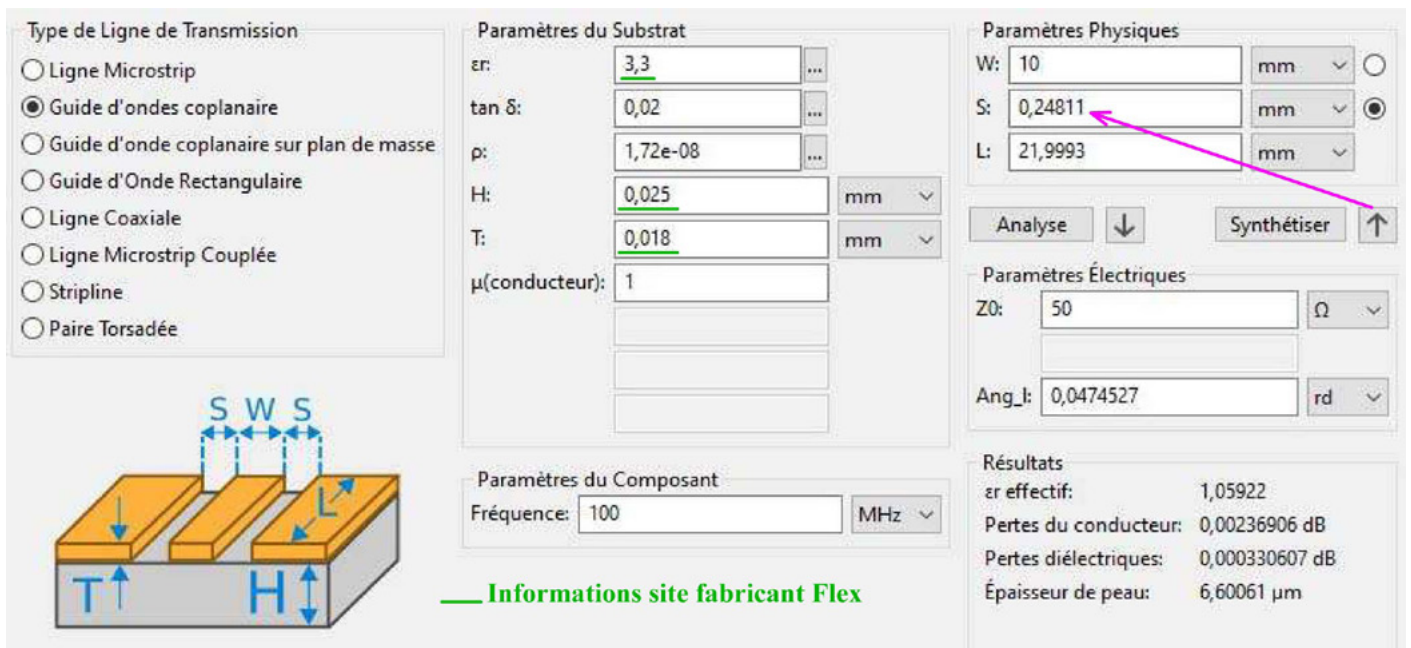 Type de Ligne de Transmission
Ligne Microstrip
Guide d'ondes coplanaire
Guide d'onde coplanaire sur plan de masse
Guide d'Onde Rectangulaire
Ligne Coaxiale
Ligne Microstrip Couplée
Stripline
Paire Torsadée
S W S
L
T H
Paramètres du Substrat
εr: 3,3 ...
tan δ: 0,02 ...
ρ: 1,72e-08 ...
H: 0,025 mm
T: 0,018 mm
μ(conducteur): 1
Paramètres du Composant
Fréquence: 100 MHz
Informations site fabricant Flex
Paramètres Physiques
W: 10 mm
S: 0,24811 mm
L: 21,9993 mm
Analyse Synthétiser
Paramètres Électriques
Z0: 50 Ω
Ang_l: 0,0474527 rd
Résultats
εr effectif: 1,05922
Pertes du conducteur: 0,00236906 dB
Pertes diélectriques: 0,000330607 dB
Épaisseur de peau: 6,60061 μm